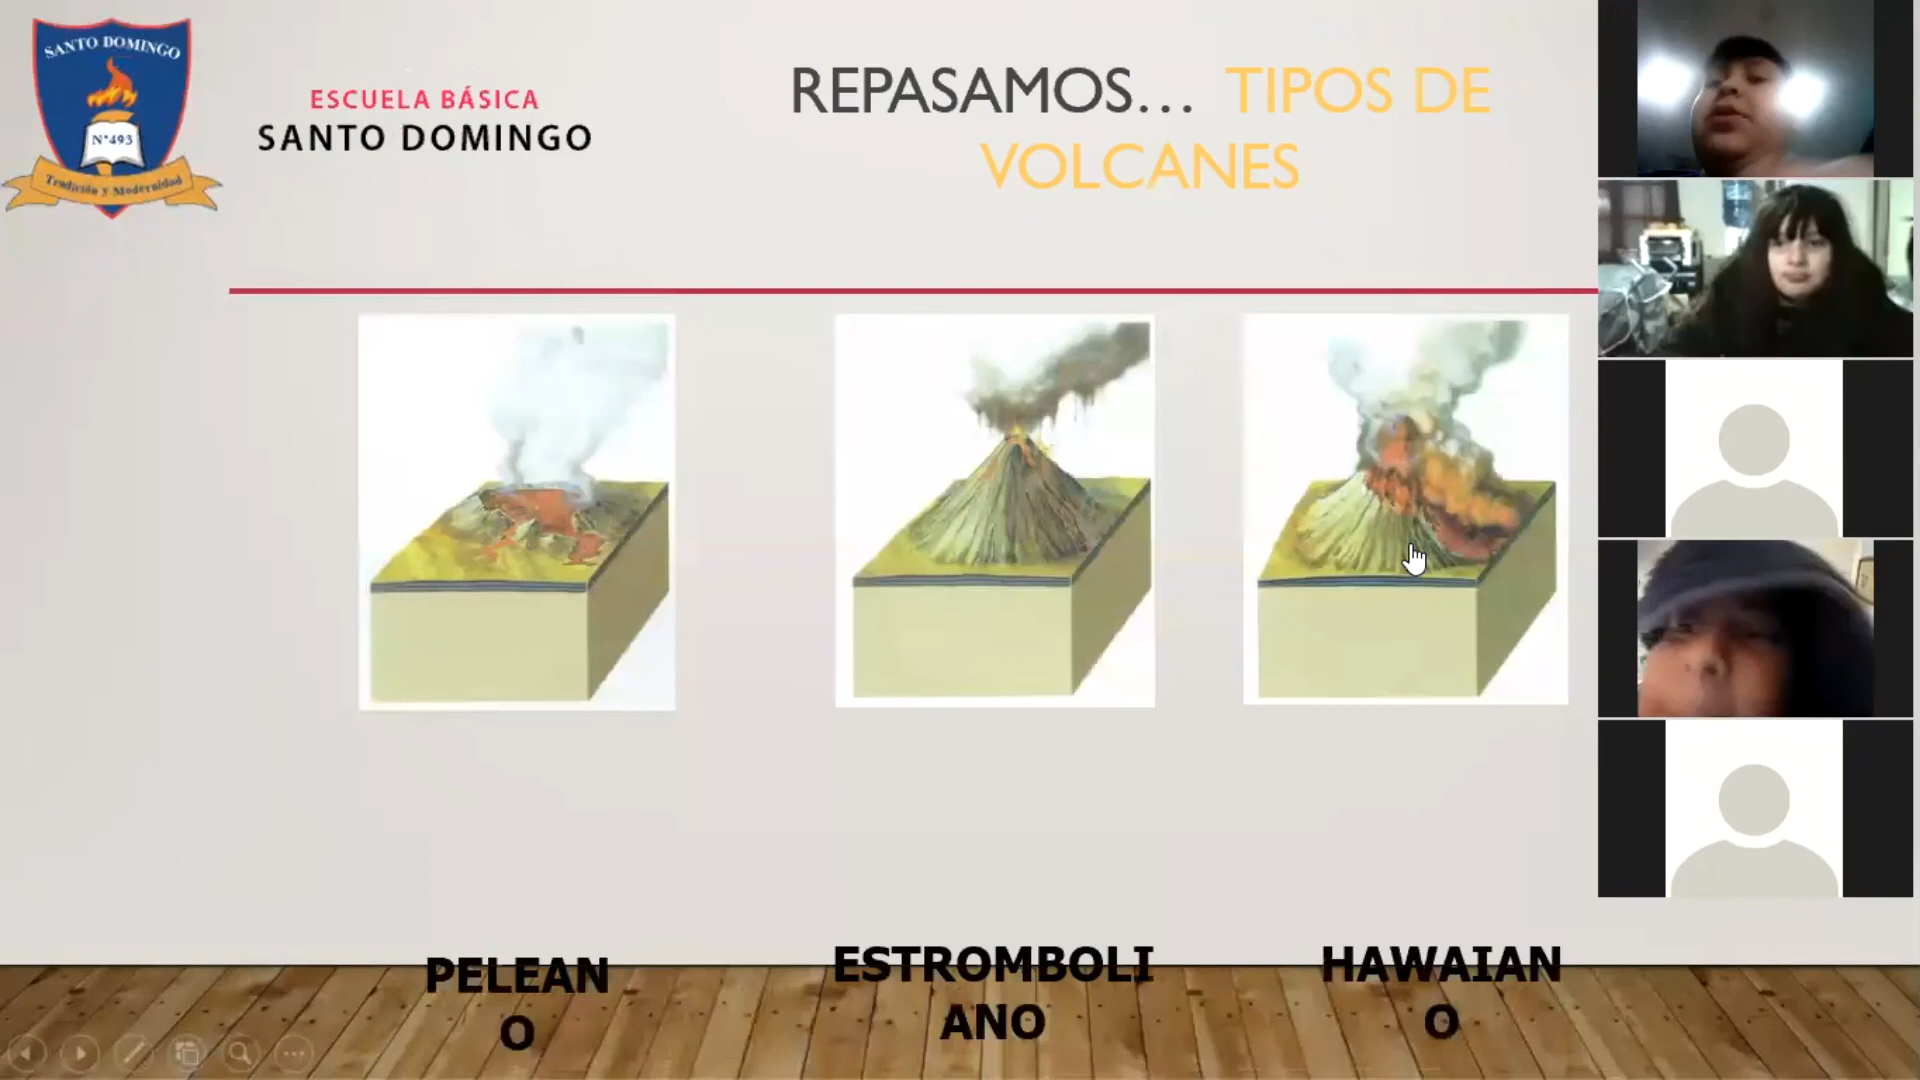 SANTO DOMINGO
N°493
Tradición y Modernidad
ESCUELA BÁSICA
SANTO DOMINGO
REPASAMOS... TIPOS DE
VOLCANES
PELEAN
O
ESTROMBOLI
ANO
HAWAIAN
O